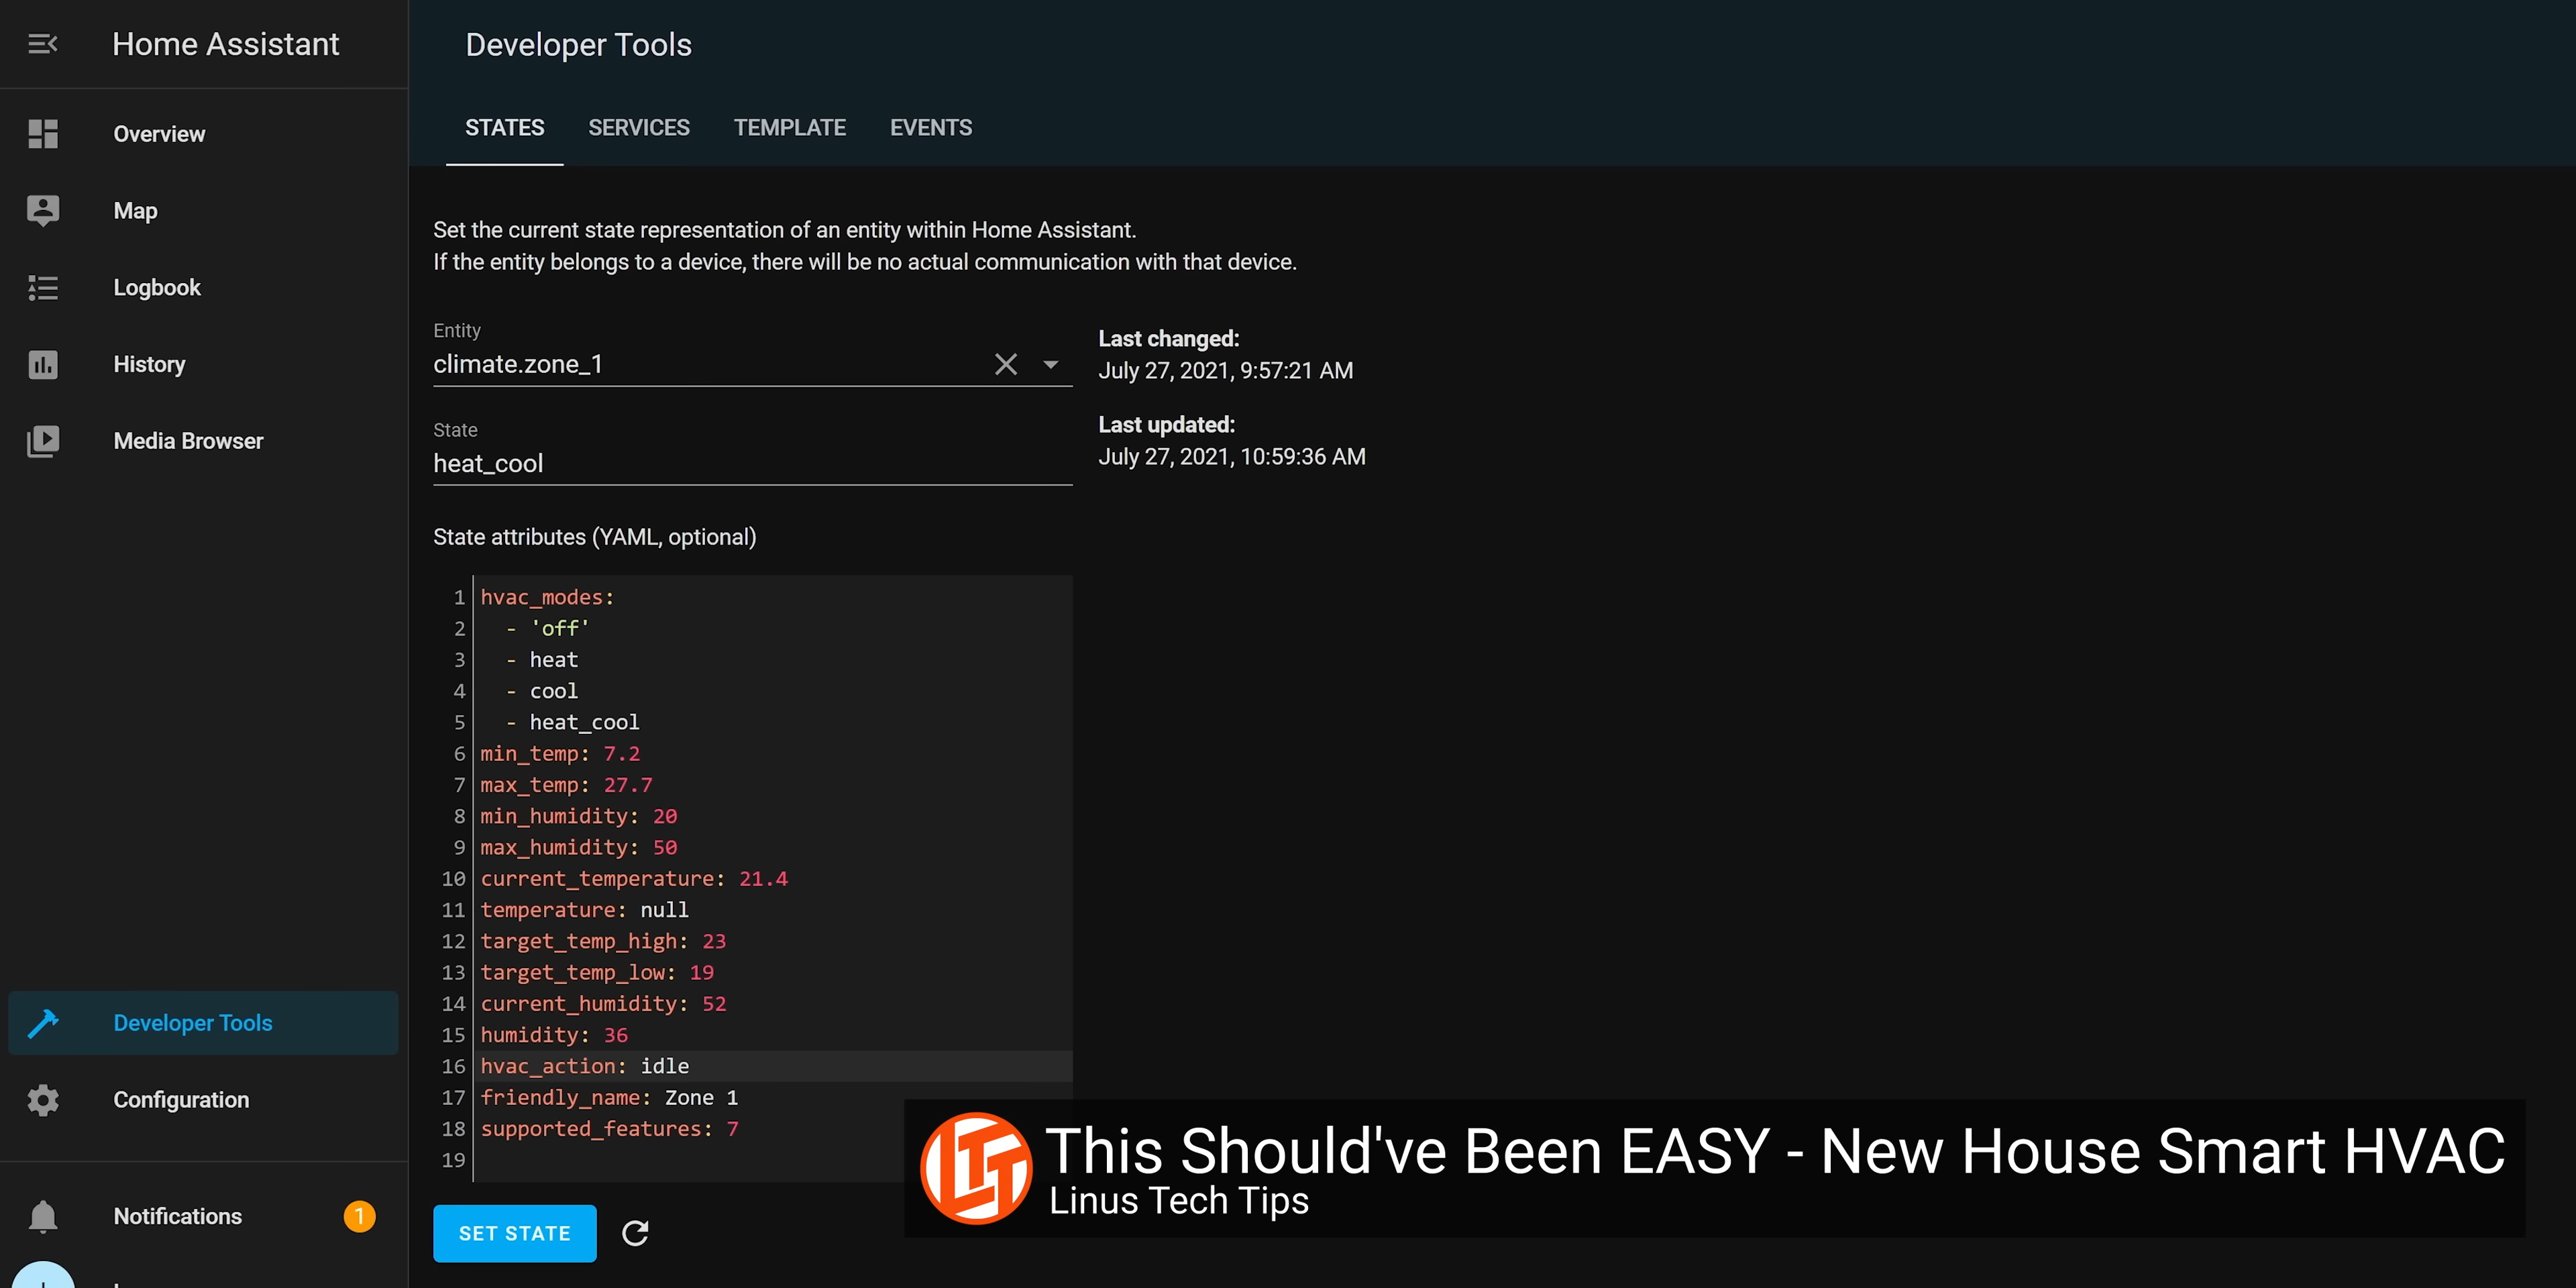 Home Assistant
Overview
Map
Logbook
History
Media Browser
Developer Tools
Configuration
Notifications
1
Developer Tools
STATES SERVICES TEMPLATE EVENTS
Set the current state representation of an entity within Home Assistant.
If the entity belongs to a device, there will be no actual communication with that device.
Entity
climate.zone_1
State
heat_cool
Last changed:
July 27, 2021, 9:57:21 AM
Last updated:
July 27, 2021, 10:59:36 AM
State attributes (YAML, optional)
1 hvac_modes:
2 - 'off'
3 - heat
4 - cool
5 - heat_cool
6 min_temp: 7.2
7 max_temp: 27.7
8 min_humidity: 20
9 max_humidity: 50
10 current_temperature: 21.4
11 temperature: null
12 target_temp_high: 23
13 target_temp_low: 19
14 current_humidity: 52
15 humidity: 36
16 hvac_action: idle
17 friendly_name: Zone 1
18 supported_features: 7
19
SET STATE
LTT
This Should've Been EASY - New House Smart HVAC
Linus Tech Tips